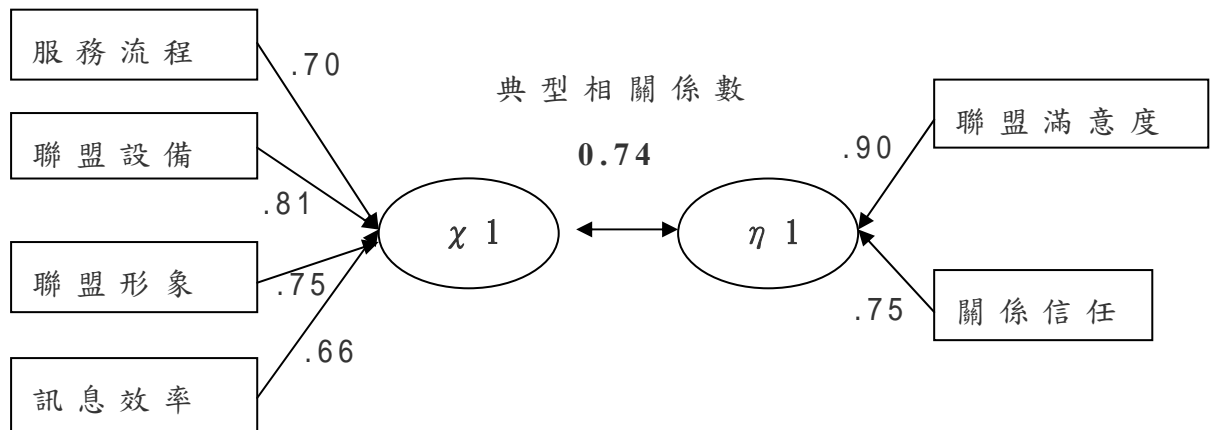 服務流程
.70
典型相關係數
0.74
聯盟滿意度
.90
聯盟設備
.81
χ 1
η 1
聯盟形象
.75
關係信任
.75
.66
訊息效率